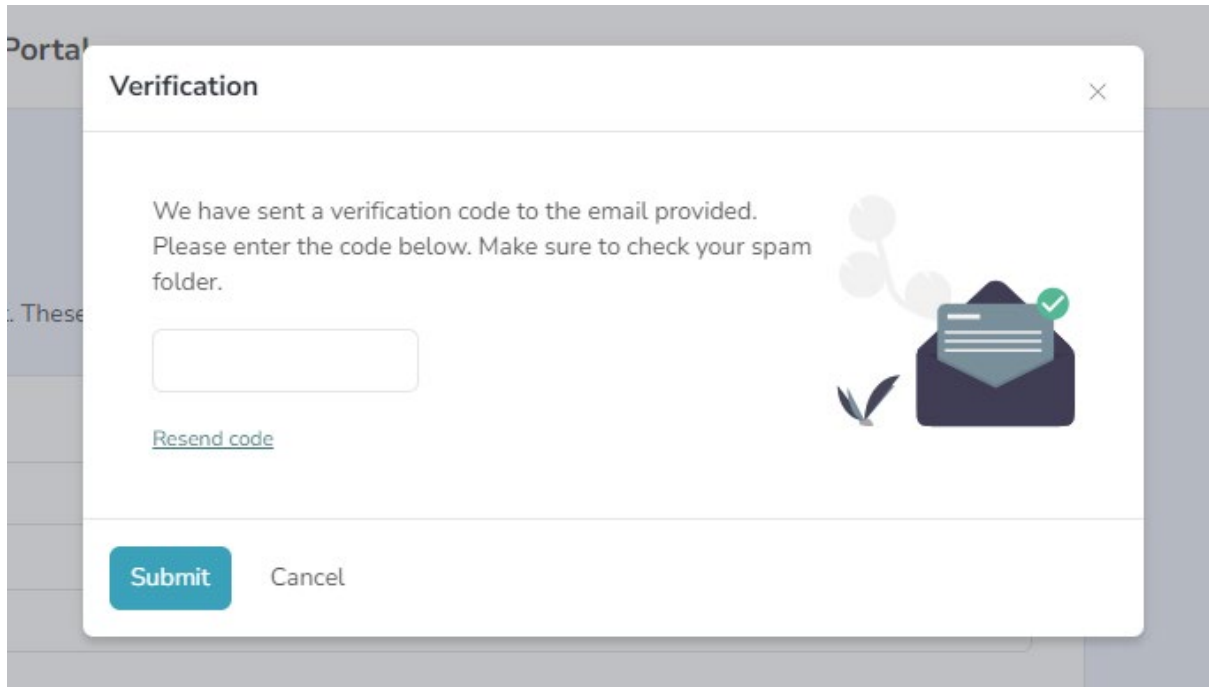 Portal
Verification
We have sent a verification code to the email provided.
Please enter the code below. Make sure to check your spam
folder.
. These
Resend code
Submit
Cancel